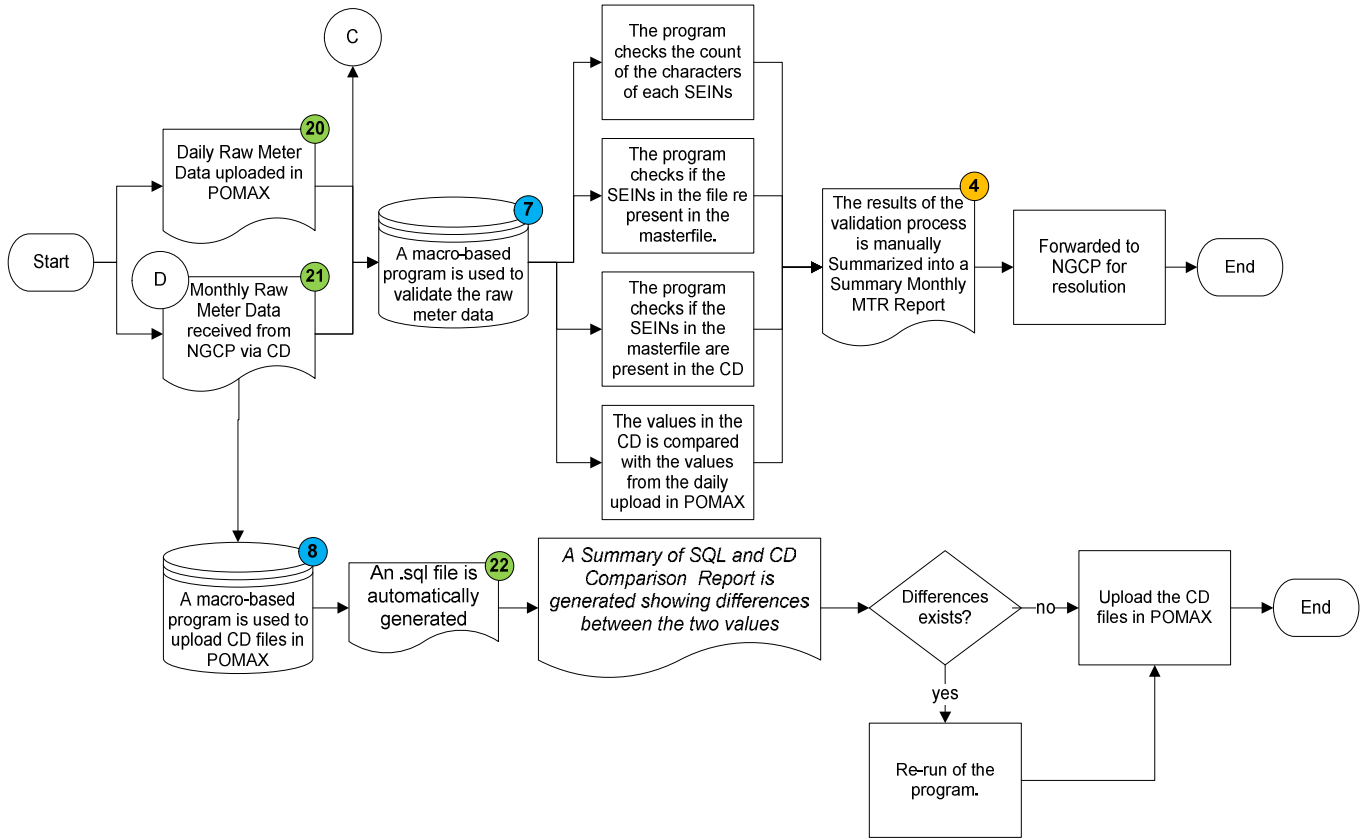 C
The program
checks the count
of the characters
of each SEINs
20
Daily Raw Meter
Data uploaded in
POMAX
The program
checks if the
SEINs in the file re
present in the
masterfile.
7
A macro-based
program is used to
validate the raw
meter data
4
The results of the
validation process
is manually
Summarized into a
Summary Monthly
MTR Report
Forwarded to
NGCP for
resolution
End
Start
D
21
Monthly Raw
Meter Data
received from
NGCP via CD
The program
checks if the
SEINs in the
masterfile are
present in the CD
The values in the
CD is compared
with the values
from the daily
upload in POMAX
8
A macro-based
program is used to
upload CD files in
POMAX
22
An .sql file is
automatically
generated
A Summary of SQL and CD
Comparison Report is
generated showing differences
between the two values
Differences
exists?
no
Upload the CD
files in POMAX
End
yes
Re-run of the
program.